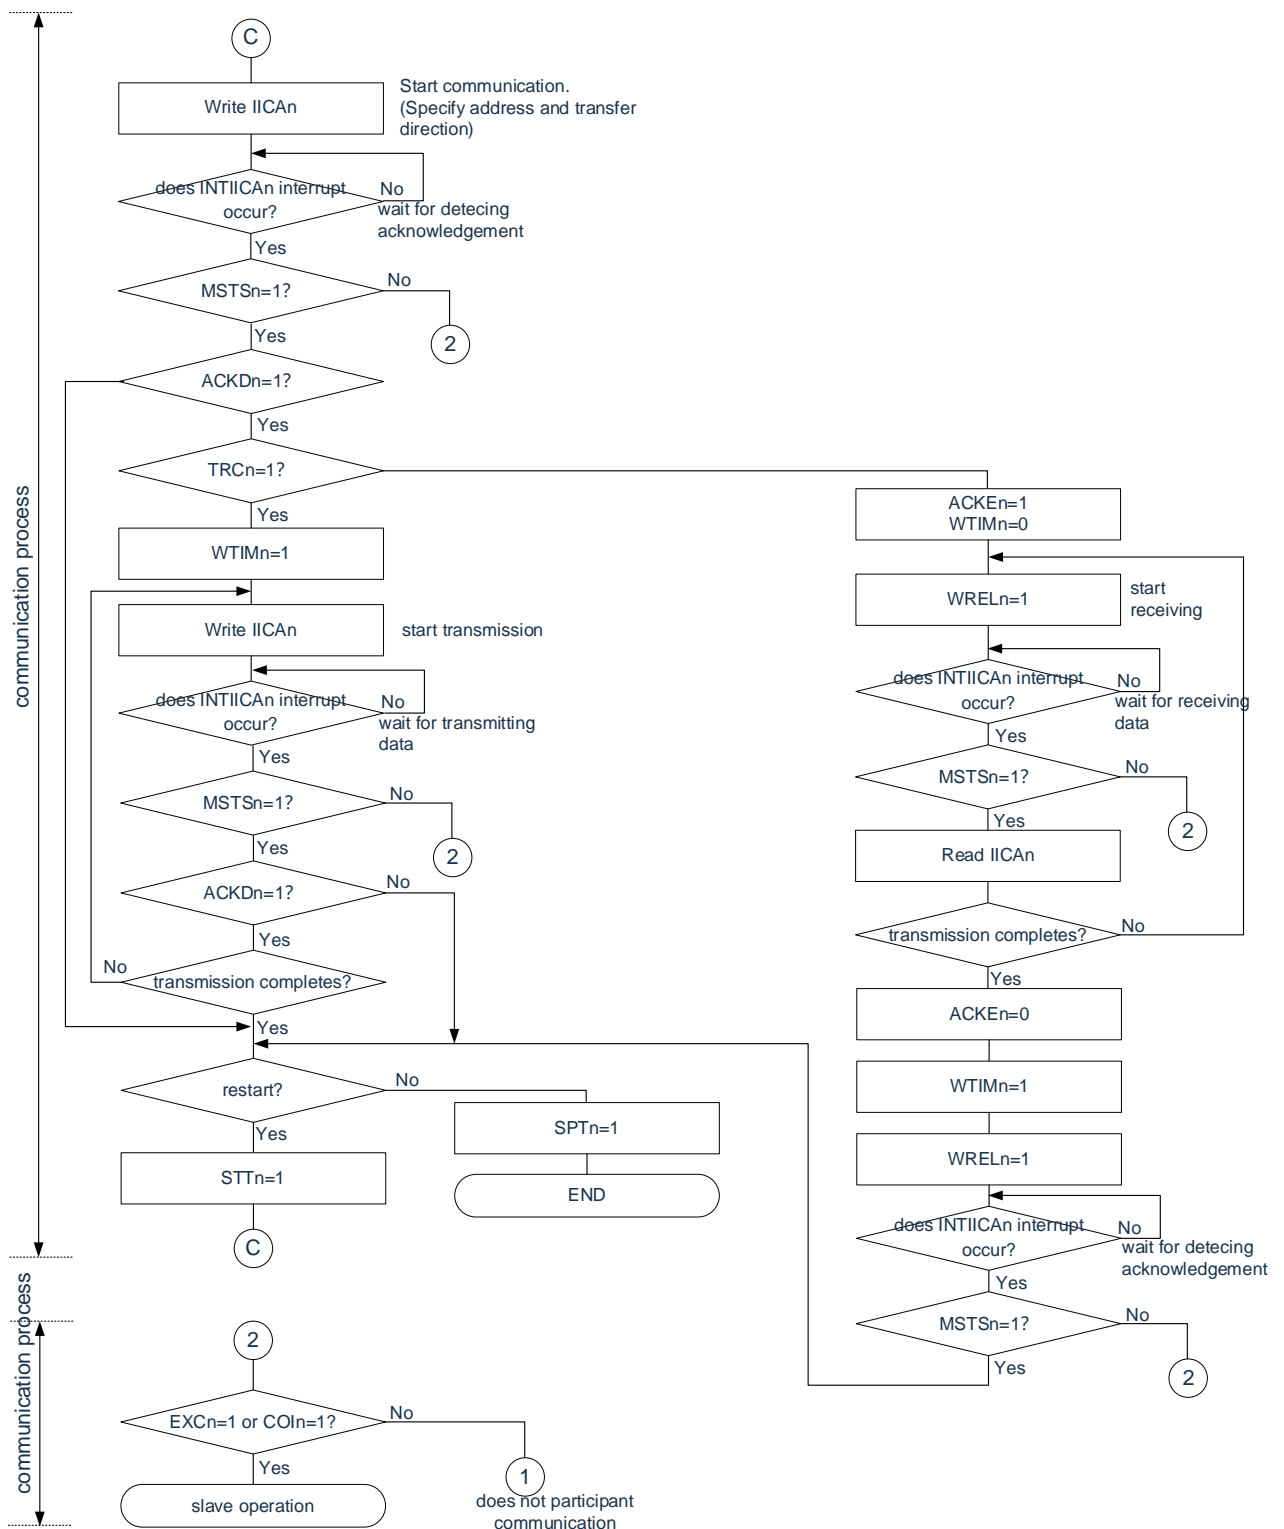 C
Write IICAn
Start communication.
(Specify address and transfer
direction)
does INTIICAn interrupt
occur?
No
wait for detecing
acknowledgement
Yes
MSTSn=1?
No
2
Yes
ACKDn=1?
Yes
TRCn=1?
Yes
WTIMn=1
Write IICAn
start transmission
does INTIICAn interrupt
occur?
No
wait for transmitting
data
Yes
MSTSn=1?
No
2
Yes
ACKDn=1?
No
Yes
No
transmission completes?
Yes
restart?
No
Yes
SPTn=1
STTn=1
END
C
ACKEn=1
WTIMn=0
WRELn=1
start
receiving
does INTIICAn interrupt
occur?
No
wait for receiving
data
Yes
MSTSn=1?
No
2
Yes
Read IICAn
transmission completes?
No
Yes
ACKEn=0
WTIMn=1
WRELn=1
does INTIICAn interrupt
occur?
No
wait for detecing
acknowledgement
Yes
MSTSn=1?
No
2
Yes
communication process
communication process
2
EXCn=1 or COIn=1?
No
1
does not participant
communication
Yes
slave operation